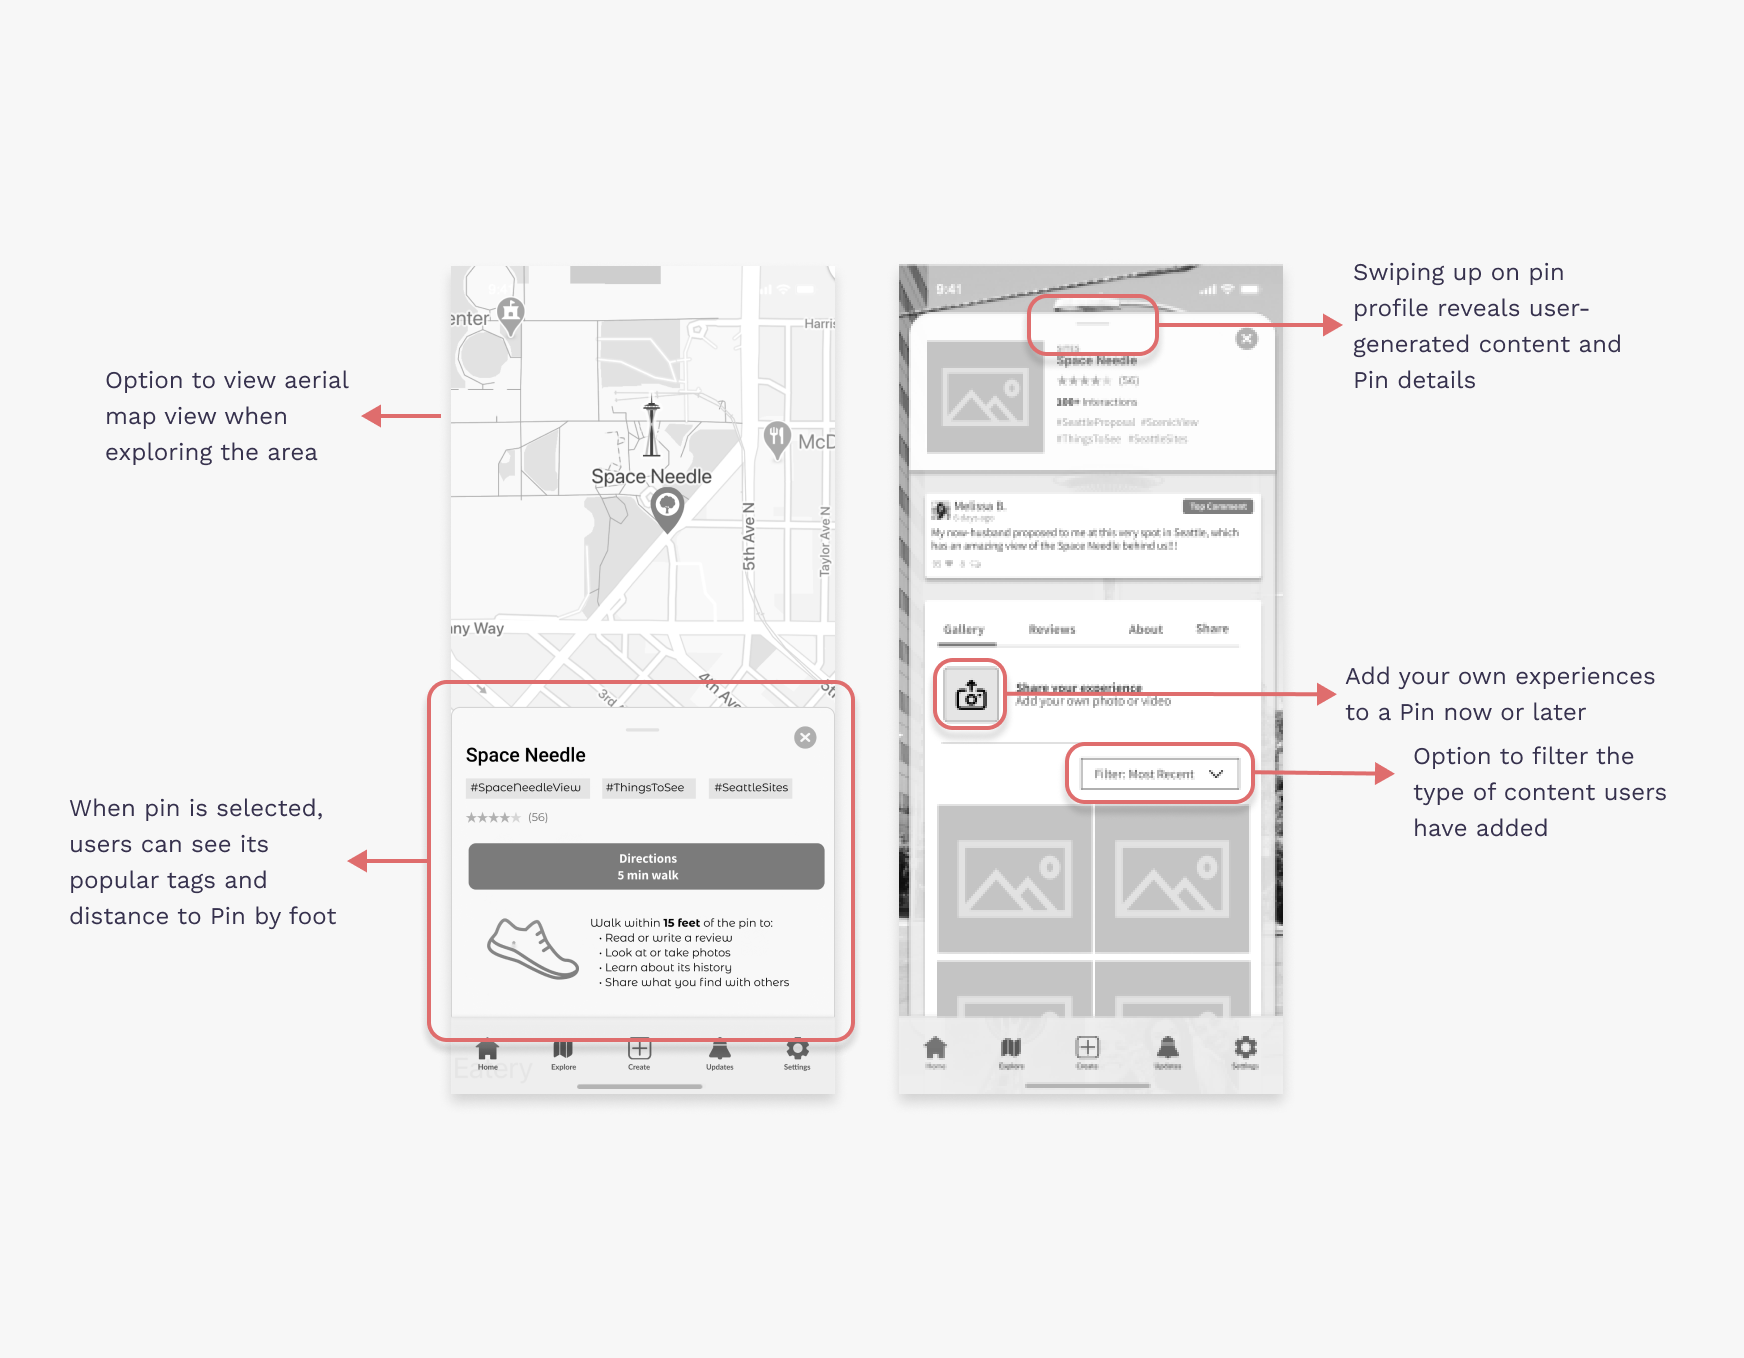 Option to view aerial
map view when
exploring the area
When pin is selected,
users can see its
popular tags and
distance to Pin by foot
9:41
enter
Harris
McD
Space Needle
5th Ave N
Taylor Ave N
ny Way
4th Ave
3rd
5th
Space Needle
#SpaceNeedleView #ThingsToSee #SeattleSites
(56)
Directions
5 min walk
Walk within 15 feet of the pin to:
• Read or write a review
• Look at or take photos
• Learn about its history
• Share what you find with others
Eatery
Home Explore Create Updates Settings
9:41
Space Needle
(56)
100+ Interactions
#SeattleProposal #ScenicView
#ThingsToSee #SeattleSites
Melissa B.
Top Comment
6 days ago
My now-husband proposed to me at this very spot in Seattle, which
has an amazing view of the Space Needle behind us!!!
Gallery Reviews About Share
Share your experience
Add your own photo or video
Filter: Most Recent
Home Explore Create Updates Settings
Swiping up on pin
profile reveals user-
generated content and
Pin details
Add your own experiences
to a Pin now or later
Option to filter the
type of content users
have added